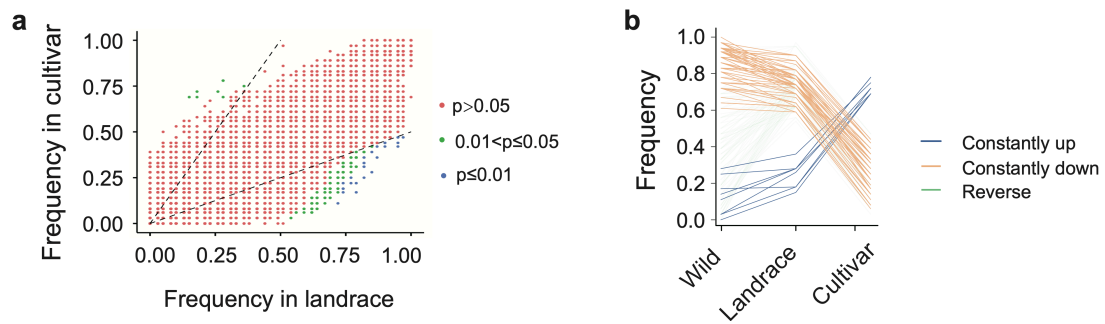 a
Frequency in cultivar
1.00
0.75
0.50
0.25
0.00
0.00 0.25 0.50 0.75 1.00
Frequency in landrace
p>0.05
0.01<p≤0.05
p≤0.01
b
Frequency
1.0
0.8
0.6
0.4
0.2
0.0
Wild
Landrace
Cultivar
Constantly up
Constantly down
Reverse